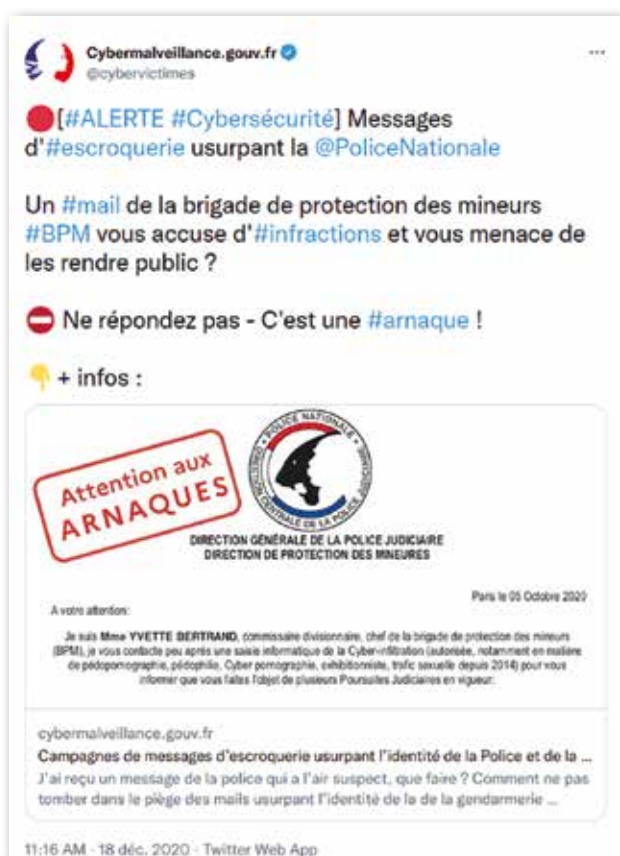 Cybermalveillance.gouv.fr
@cybervictimes
[#ALERTE #Cybersécurité] Messages
d'#escroquerie usurpant la @PoliceNationale
Un #mail de la brigade de protection des mineurs
#BPM vous accuse d'#infractions et vous menace de
les rendre public ?
Ne répondez pas - C'est une #arnaque !
+ infos :
Attention aux
ARNAQUES
POLICE NATIONALE
DIRECTION CENTRALE DE LA POLICE JUDICIAIRE
DIRECTION GÉNÉRALE DE LA POLICE JUDICIAIRE
DIRECTION DE PROTECTION DES MINEURES
Paris le 05 Octobre 2020
A votre attention:
Je suis Mme YVETTE BERTRAND, commissaire divisionnaire, chef de la brigade de protection des mineurs
(BPM), je vous contacte peu après une saisie informatique de la Cyber-infiltration (autorisée, notamment en matière
de pédopornographie, pédophilie, Cyber pornographie, exhibitionniste, trafic sexuelle depuis 2014) pour vous
informer que vous faites l'objet de plusieurs Poursuites Judiciaires en vigueur:
cybermalveillance.gouv.fr
Campagnes de messages d'escroquerie usurpant l'identité de la Police et de la ...
J'ai reçu un message de la police qui a l'air suspect, que faire ? Comment ne pas
tomber dans le piège des mails usurpant l'identité de la de la gendarmerie ...
11:16 AM · 18 déc. 2020 · Twitter Web App